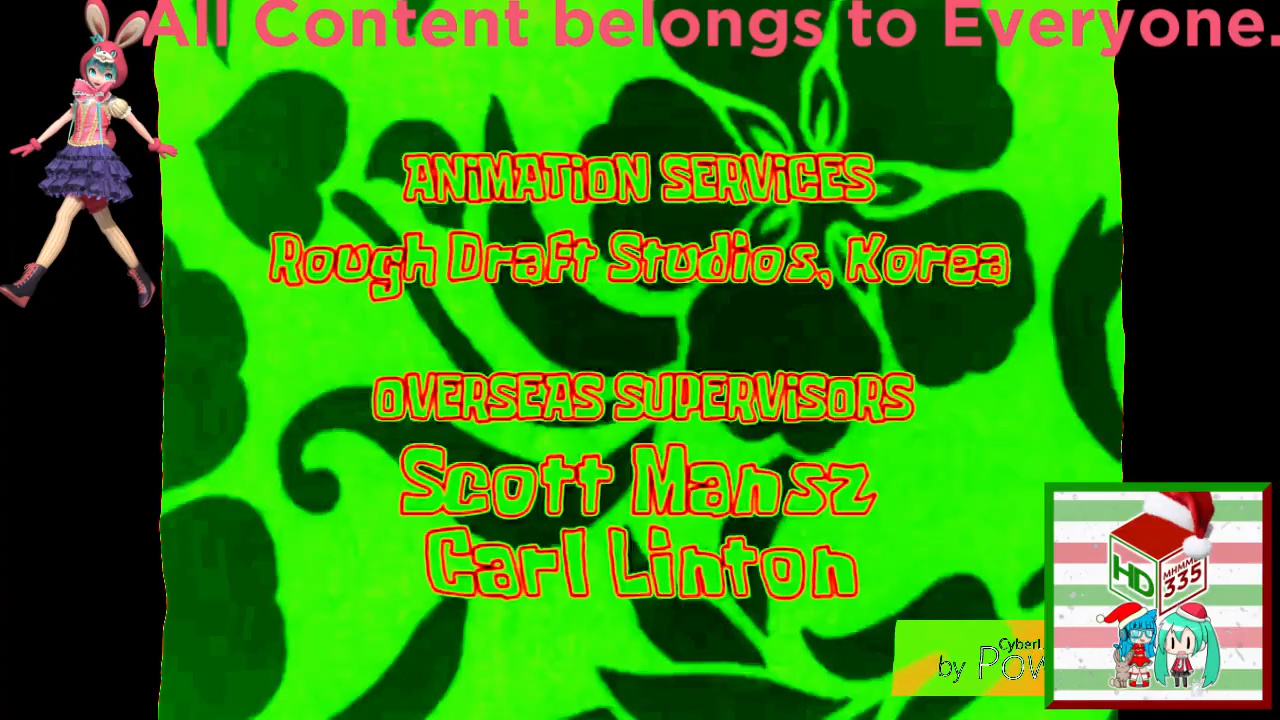 All Content belongs to Everyone.
ANiMATiON SERViCES
Rough Draft Studios, Korea
OVERSEAS SUPERViSORS
Scott Mansz
Carl Linton
by
HD
335